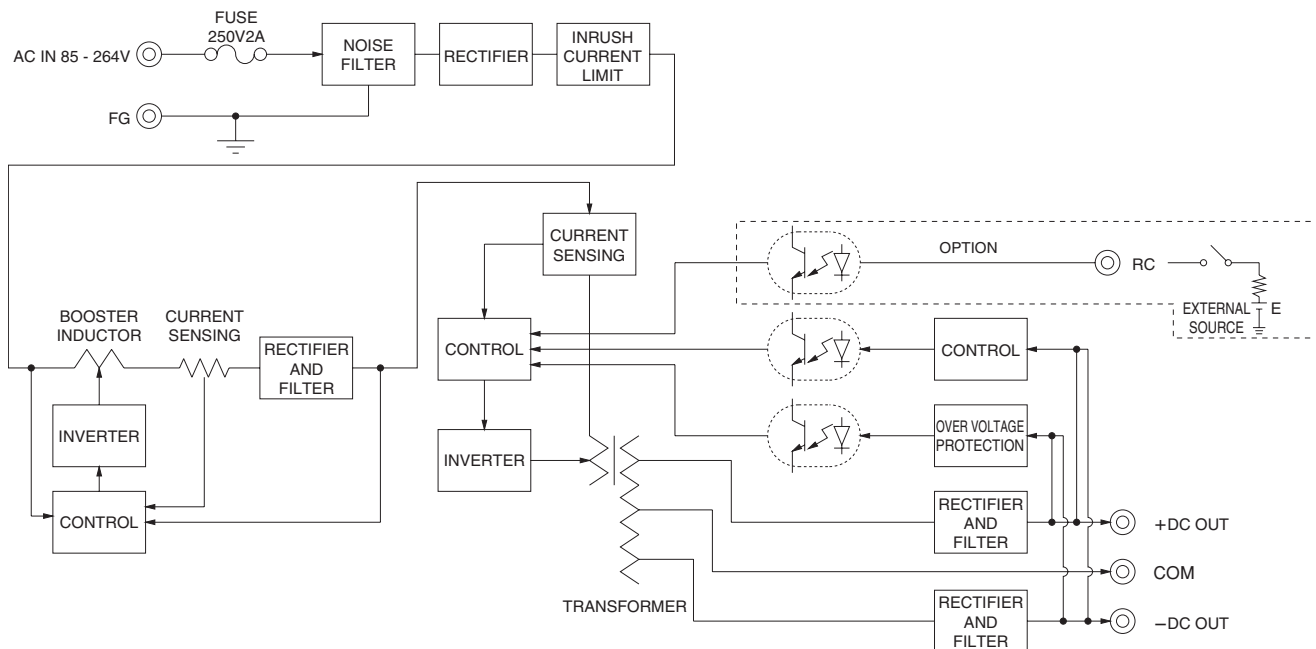 FUSE
250V2A
AC IN 85 - 264V
NOISE
FILTER
RECTIFIER
INRUSH
CURRENT
LIMIT
FG
CURRENT
SENSING
OPTION
RC
EXTERNAL
SOURCE
E
BOOSTER
INDUCTOR
CURRENT
SENSING
RECTIFIER
AND
FILTER
CONTROL
CONTROL
INVERTER
INVERTER
OVER VOLTAGE
PROTECTION
CONTROL
RECTIFIER
AND
FILTER
+DC OUT
COM
TRANSFORMER
RECTIFIER
AND
FILTER
−DC OUT